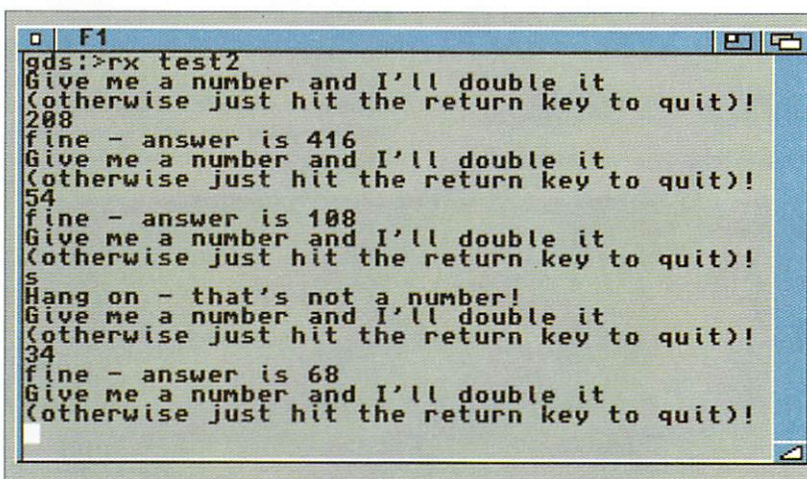 F1
gds:>rx test2
Give me a number and I'll double it
(otherwise just hit the return key to quit)!
208
fine - answer is 416
Give me a number and I'll double it
(otherwise just hit the return key to quit)!
54
fine - answer is 108
Give me a number and I'll double it
(otherwise just hit the return key to quit)!
s
Hang on - that's not a number!
Give me a number and I'll double it
(otherwise just hit the return key to quit)!
34
fine - answer is 68
Give me a number and I'll double it
(otherwise just hit the return key to quit)!